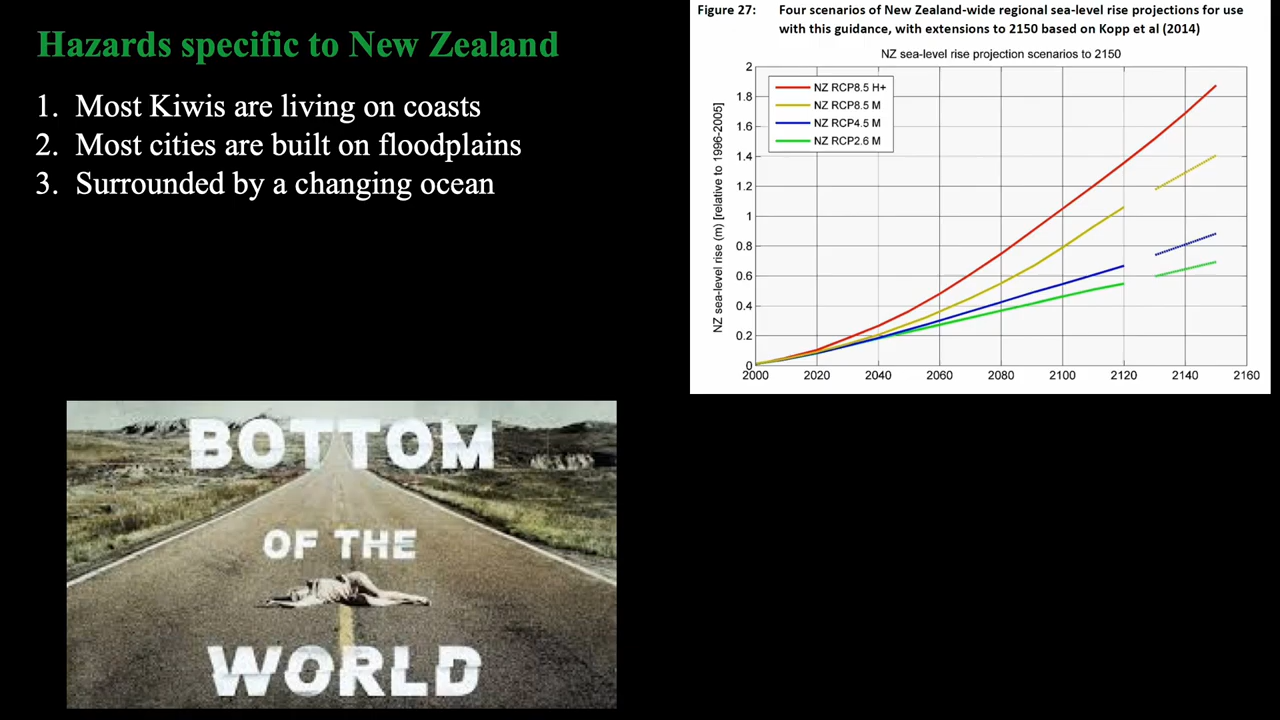 Hazards specific to New Zealand
1. Most Kiwis are living on coasts
2. Most cities are built on floodplains
3. Surrounded by a changing ocean
Figure 27: Four scenarios of New Zealand-wide regional sea-level rise projections for use
with this guidance, with extensions to 2150 based on Kopp et al (2014)
NZ sea-level rise projection scenarios to 2150
NZ sea-level rise (m) [relative to 1996-2005]
2
1.8
1.6
1.4
1.2
1
0.8
0.6
0.4
0.2
0
NZ RCP8.5 H+
NZ RCP8.5 M
NZ RCP4.5 M
NZ RCP2.6 M
2000 2020 2040 2060 2080 2100 2120 2140 2160
BOTTOM
OF THE
WORLD